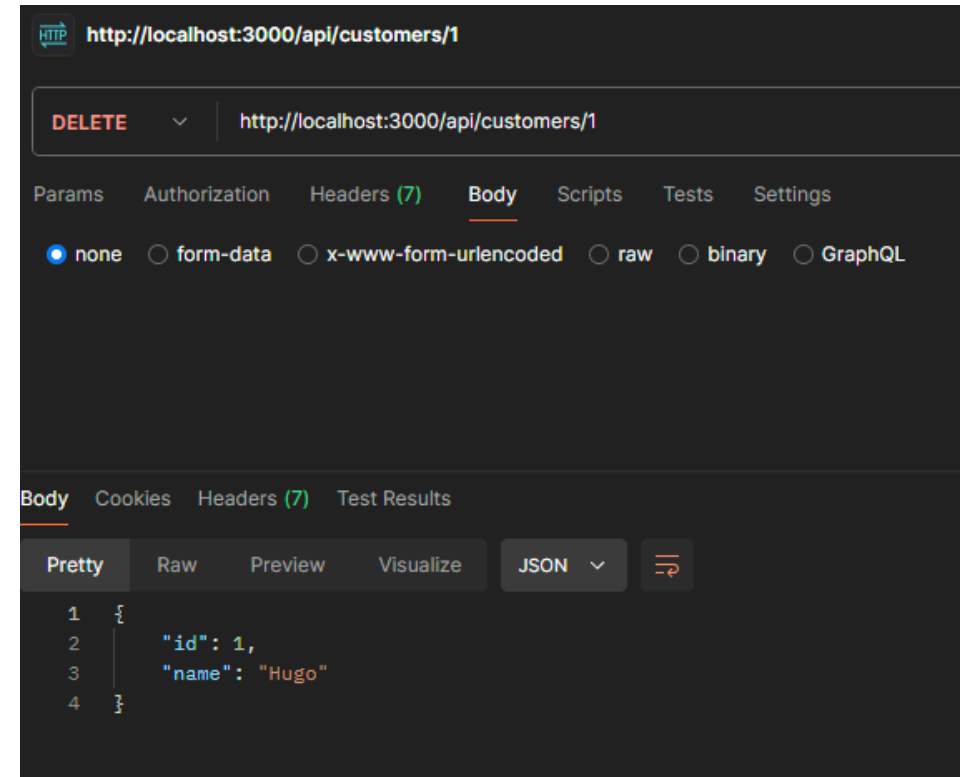 HTTP http://localhost:3000/api/customers/1
DELETE http://localhost:3000/api/customers/1
Params Authorization Headers (7) Body Scripts Tests Settings
none form-data x-www-form-urlencoded raw binary GraphQL
Body Cookies Headers (7) Test Results
Pretty Raw Preview Visualize JSON
1 {
2 "id": 1,
3 "name": "Hugo"
4 }